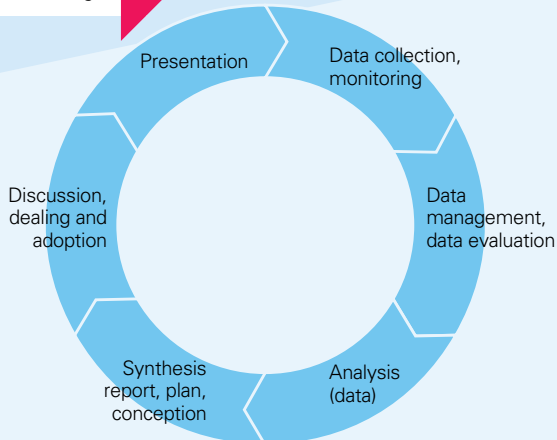 Presentation
Data collection,
monitoring
Data
management,
data evaluation
Analysis
(data)
Synthesis
report, plan,
conception
Discussion,
dealing and
adoption